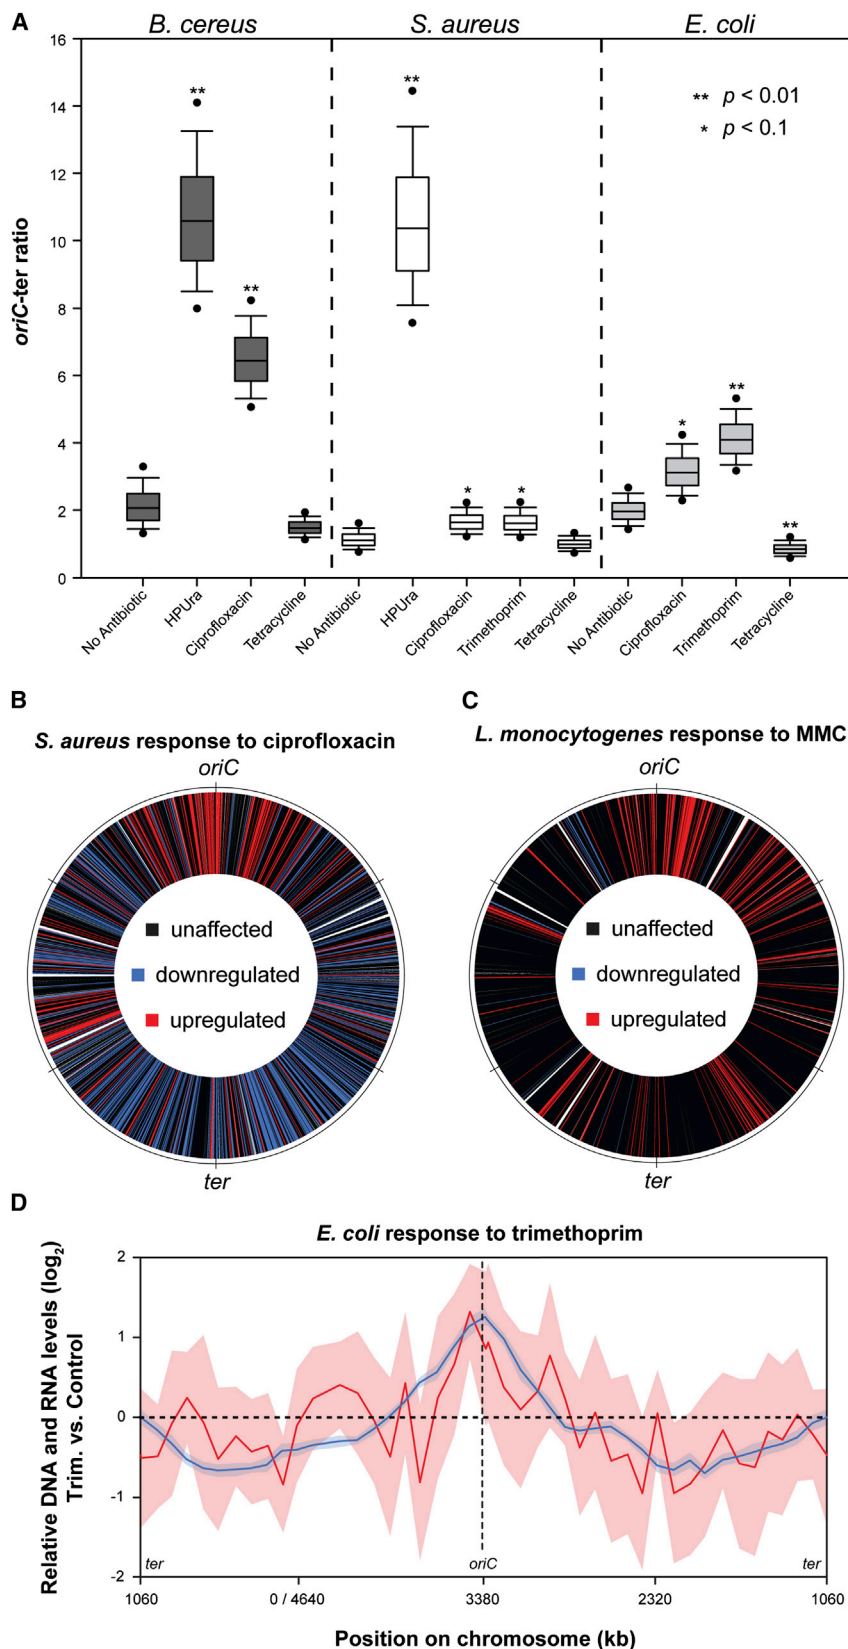 A
B. cereus
S. aureus
E. coli
oriC-ter ratio
16
14
12
10
8
6
4
2
0
**
**
**
*
*
*
**
**
** p < 0.01
* p < 0.1
No Antibiotic
HPUra
Ciprofloxacin
Tetracycline
No Antibiotic
HPUra
Ciprofloxacin
Trimethoprim
Tetracycline
No Antibiotic
Ciprofloxacin
Trimethoprim
Tetracycline
B
S. aureus response to ciprofloxacin
oriC
unaffected
downregulated
upregulated
ter
C
L. monocytogenes response to MMC
oriC
unaffected
downregulated
upregulated
ter
D
E. coli response to trimethoprim
Relative DNA and RNA levels (log2)
Trim. vs. Control
2
1
0
-1
-2
ter
oriC
ter
1060
0 / 4640
3380
2320
1060
Position on chromosome (kb)